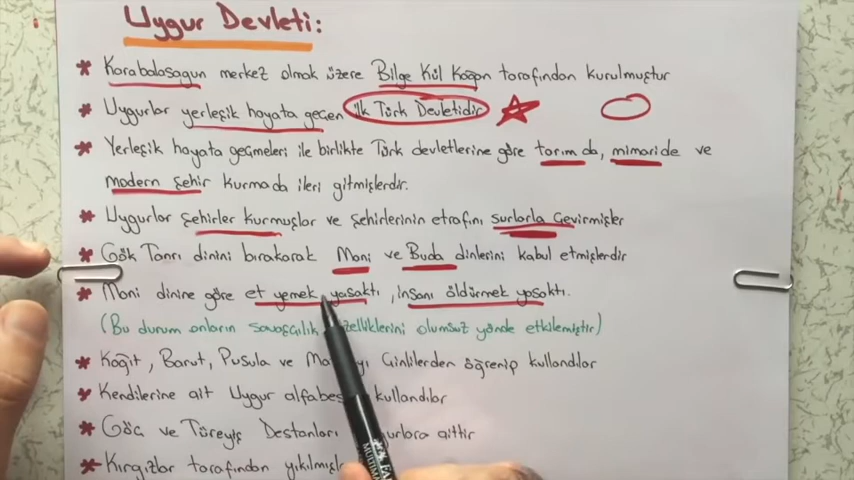 Uygur Devleti:
* Karabalasagun merkez olmak üzere Bilge Kül Kağan tarafından kurulmuştur
* Uygurlar yerleşik hayata geçen ilk Türk Devletidir
* Yerleşik hayata geçmeleri ile birlikte Türk devletlerine göre tarım da, mimaride ve
modern şehir kurmada ileri gitmişlerdir.
* Uygurlar şehirler kurmuşlar ve şehirlerinin etrafını surlarla çevirmişler
* Gök Tanrı dinini bırakarak Mani ve Buda dinlerini kabul etmişlerdir
* Mani dinine göre et yemek yasaktı, insanı öldürmek yasaktı.
(Bu durum onların savaşçılık özelliklerini olumsuz yönde etkilemiştir)
* Kağıt, Barut, Pusula ve Çinlilerden öğrenip kullandılar
* Kendilerine ait Uygur kullandılar
* Göç ve Türeyiş Destanları aittir
* Kırgızlar tarafından